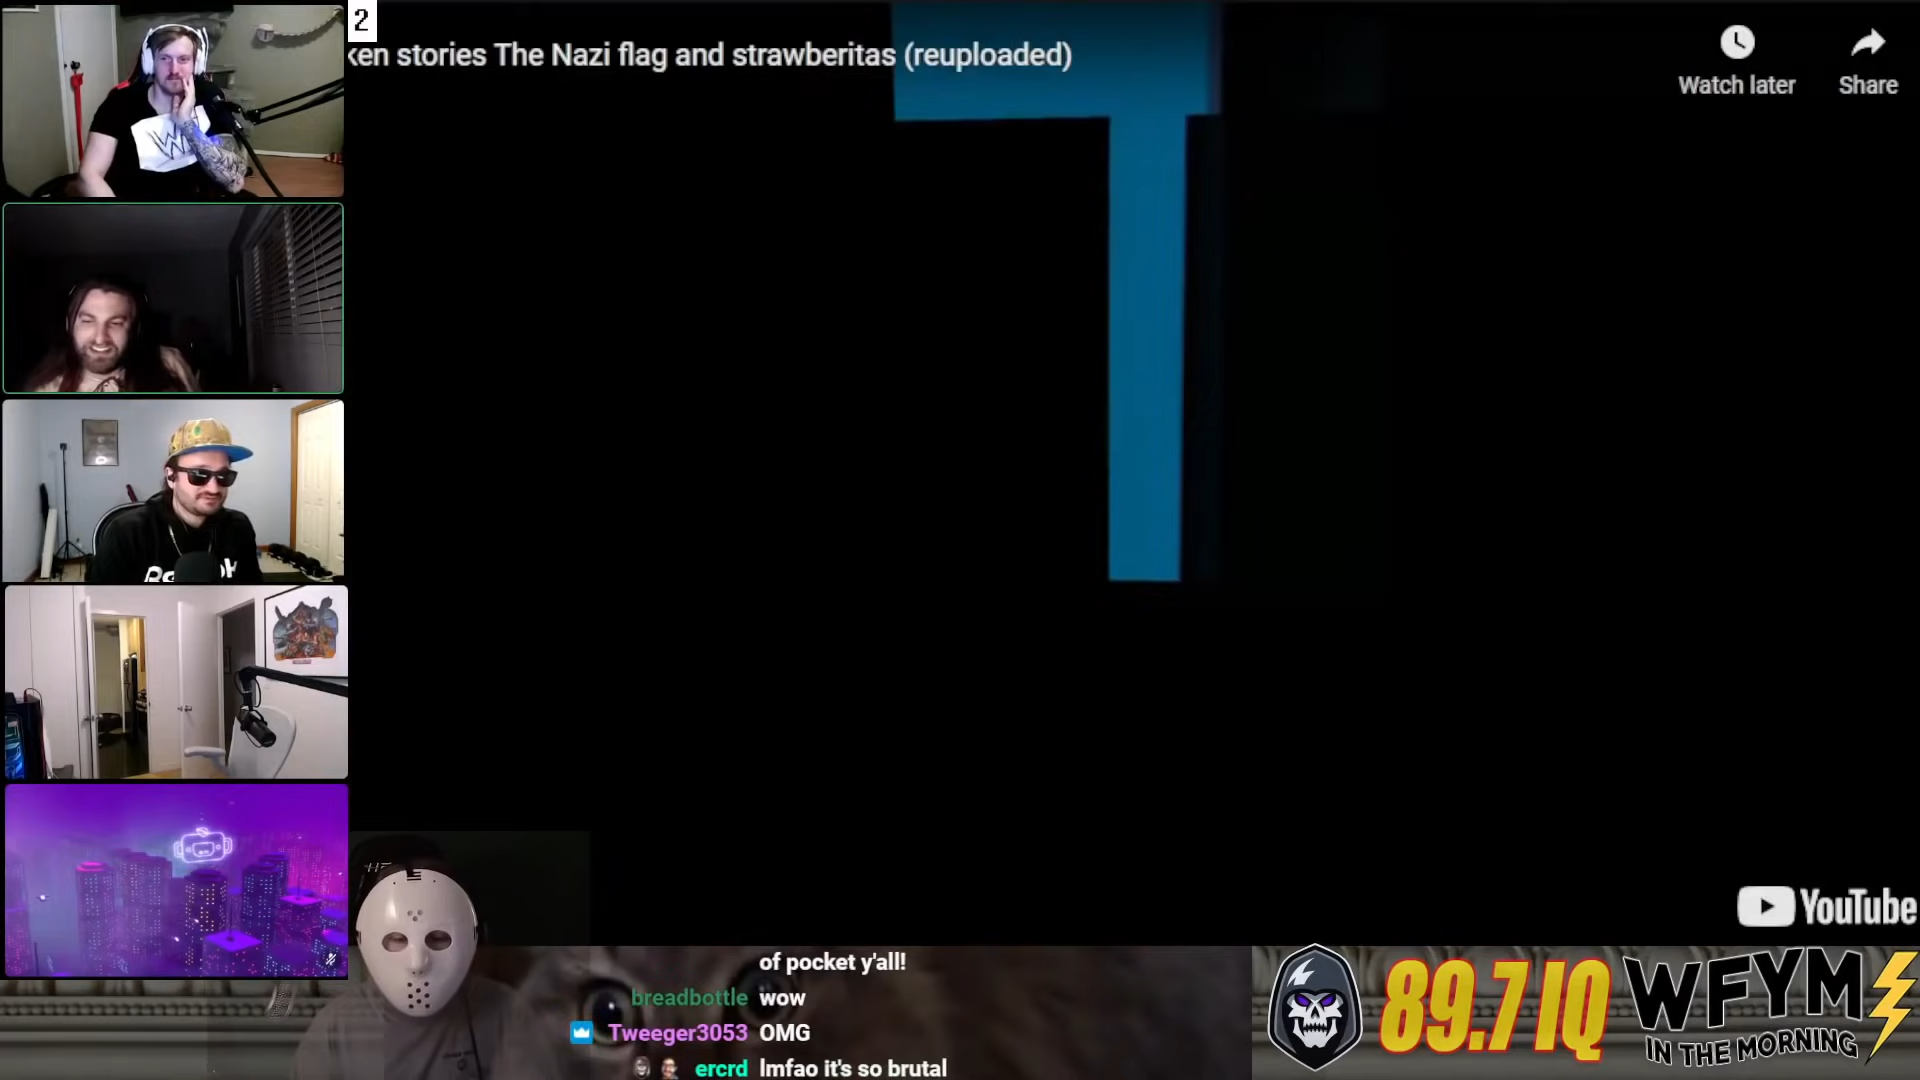 2
ken stories The Nazi flag and strawberitas (reuploaded)
Watch later
Share
YouTube
of pocket y'all!
breadbottle wow
Tweeger3053 OMG
ercrd lmfao it's so brutal
89.7 IQ
WFYM
IN THE MORNING